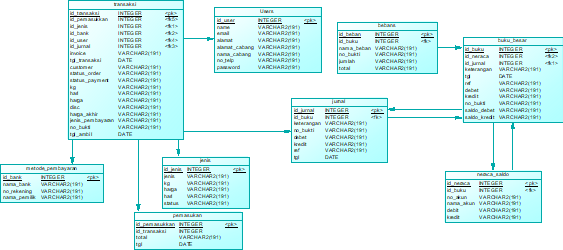 transaksi
id_transaksi INTEGER <pk>
id_pemasukkan INTEGER <fk5>
id_jenis INTEGER <fk1>
id_bank INTEGER <fk2>
id_user INTEGER <fk3>
id_jurnal INTEGER <fk4>
invoice VARCHAR2(191)
tgl_transaksi DATE
customer VARCHAR2(191)
status_order VARCHAR2(191)
status_payment VARCHAR2(191)
kg VARCHAR2(191)
hari VARCHAR2(191)
harga VARCHAR2(191)
disc VARCHAR2(191)
harga_akhir VARCHAR2(191)
jenis_pembayaran VARCHAR2(191)
no_bukti VARCHAR2(191)
tgl_ambil DATE
Users
id_user INTEGER <pk>
name VARCHAR2(191)
email VARCHAR2(191)
alamat VARCHAR2(191)
alamat_cabang VARCHAR2(191)
nama_cabang VARCHAR2(191)
no_telp VARCHAR2(191)
password VARCHAR2(191)
bebans
id_beban INTEGER <pk>
id_buku INTEGER <fk>
nama_beban VARCHAR2(191)
no_bukti VARCHAR2(191)
jumlah VARCHAR2(191)
total VARCHAR2(191)
buku_besar
id_buku INTEGER <pk>
id_neraca INTEGER <fk2>
id_jurnal INTEGER <fk1>
keterangan VARCHAR2(191)
tgl DATE
ref VARCHAR2(191)
debet VARCHAR2(191)
kredit VARCHAR2(191)
no_bukti VARCHAR2(191)
saldo_debet VARCHAR2(191)
saldo_kredit VARCHAR2(191)
jurnal
id_jurnal INTEGER <pk>
id_buku INTEGER <fk>
keterangan VARCHAR2(191)
no_bukti VARCHAR2(191)
debet VARCHAR2(191)
kredit VARCHAR2(191)
ref VARCHAR2(191)
tgl DATE
metode_pembayaran
id_bank INTEGER <pk>
nama_bank VARCHAR2(191)
no_rekening VARCHAR2(191)
nama_pemilik VARCHAR2(191)
jenis
id_jenis INTEGER <pk>
jenis VARCHAR2(191)
kg VARCHAR2(191)
harga VARCHAR2(191)
hari VARCHAR2(191)
status VARCHAR2(191)
neraca_saldo
id_neraca INTEGER <pk>
id_buku INTEGER <fk>
no_akun VARCHAR2(191)
nama_akun VARCHAR2(191)
debit VARCHAR2(191)
kredit VARCHAR2(191)
pemasukkan
id_pemasukkan INTEGER <pk>
id_transaksi INTEGER
total VARCHAR2(191)
tgl DATE